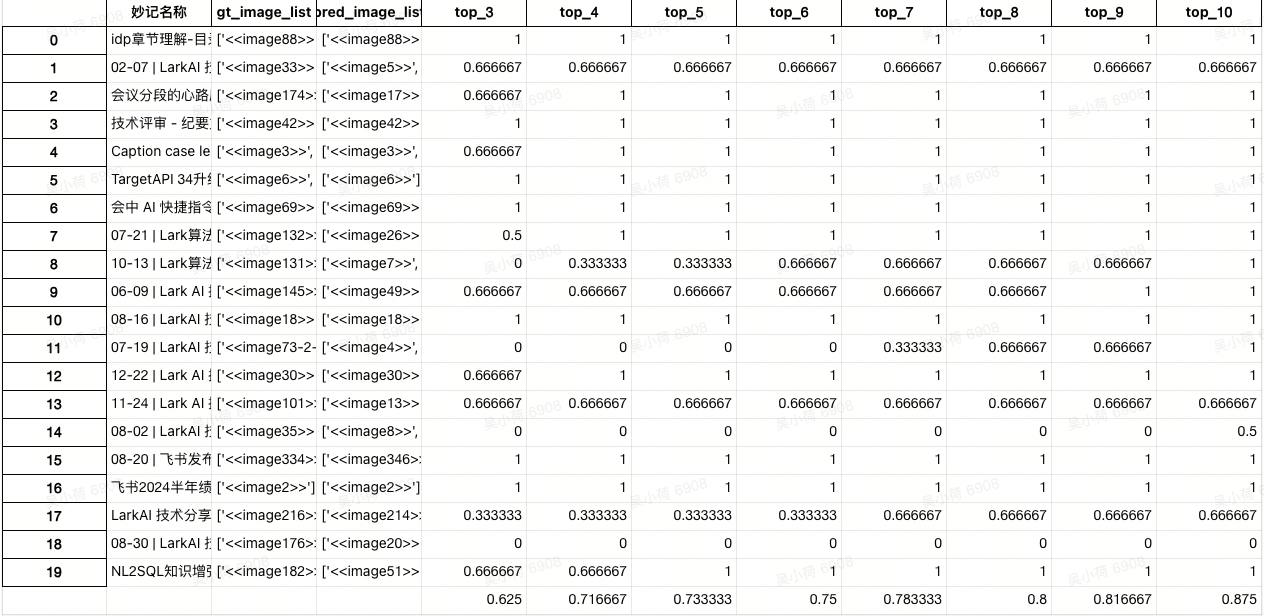 妙记名称 gt_image_list pred_image_list top_3 top_4 top_5 top_6 top_7 top_8 top_9 top_10
0 idp章节理解-目 ['<<image88>> ['<<image88>> 1 1 1 1 1 1 1 1
1 02-07 | LarkAI 技 ['<<image33>> ['<<image5>>', 0.666667 0.666667 0.666667 0.666667 0.666667 0.666667 0.666667 0.666667
2 会议分段的心路 ['<<image174> ['<<image17>> 0.666667 1 1 1 1 1 1 1
3 技术评审 - 纪要 ['<<image42>> ['<<image42>> 1 1 1 1 1 1 1 1
4 Caption case le ['<<image3>>', ['<<image3>>', 0.666667 1 1 1 1 1 1 1
5 TargetAPI 34升 ['<<image6>>', ['<<image6>>'] 1 1 1 1 1 1 1 1
6 会中 AI 快捷指令 ['<<image69>> ['<<image69>> 1 1 1 1 1 1 1 1
7 07-21 | Lark算法 ['<<image132> ['<<image26>> 0.5 1 1 1 1 1 1 1
8 10-13 | Lark算法 ['<<image131> ['<<image7>>', 0 0.333333 0.333333 0.666667 0.666667 0.666667 0.666667 1
9 06-09 | Lark AI ['<<image145> ['<<image49>> 0.666667 0.666667 0.666667 0.666667 0.666667 0.666667 1 1
10 08-16 | LarkAI 技 ['<<image18>> ['<<image18>> 1 1 1 1 1 1 1 1
11 07-19 | LarkAI 技 ['<<image73-2- ['<<image4>>', 0 0 0 0 0.333333 0.666667 0.666667 1
12 12-22 | Lark AI ['<<image30>> ['<<image30>> 0.666667 1 1 1 1 1 1 1
13 11-24 | Lark AI ['<<image101> ['<<image13>> 0.666667 0.666667 0.666667 0.666667 0.666667 0.666667 0.666667 0.666667
14 08-02 | LarkAI 技 ['<<image35>> ['<<image8>>', 0 0 0 0 0 0 0 0.5
15 08-20 | 飞书发布 ['<<image334> ['<<image346> 1 1 1 1 1 1 1 1
16 飞书2024半年绩 ['<<image2>>'] ['<<image2>>'] 1 1 1 1 1 1 1 1
17 LarkAI 技术分享 ['<<image216> ['<<image214> 0.333333 0.333333 0.333333 0.333333 0.666667 0.666667 0.666667 0.666667
18 08-30 | LarkAI 技 ['<<image176> ['<<image20>> 0 0 0 0 0 0 0 0
19 NL2SQL知识增强 ['<<image182> ['<<image51>> 0.666667 0.666667 1 1 1 1 1 1
0.625 0.716667 0.733333 0.75 0.783333 0.8 0.816667 0.875
吴小荷 6908